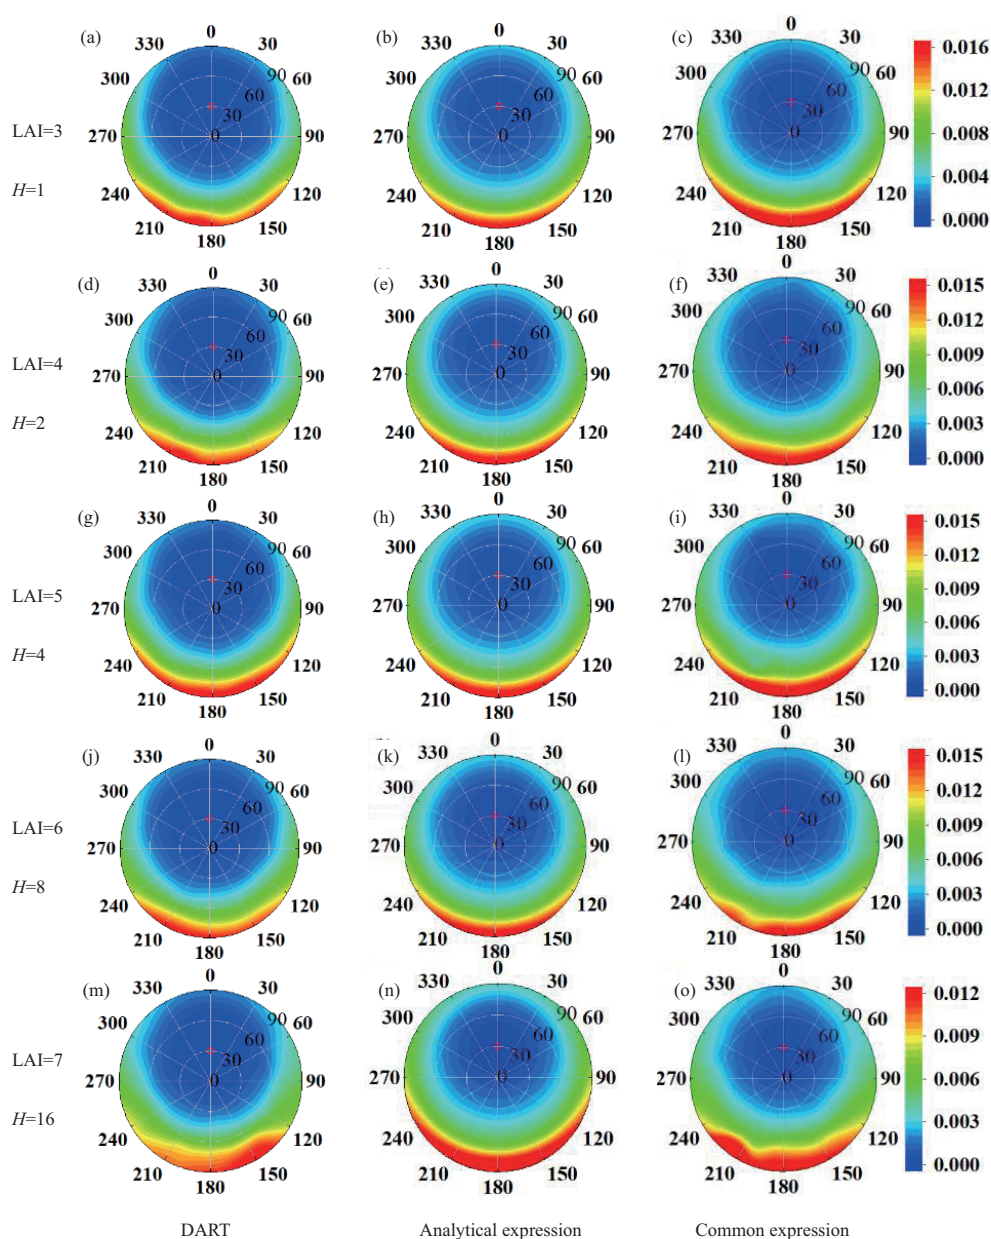 (a) 0 30 60 90 120 150 180 210 240 270 300 330 90 60 30 0
(b) 0 30 60 90 120 150 180 210 240 270 300 330 90 60 30 0
(c) 0 30 60 90 120 150 180 210 240 270 300 330 90 60 30 0
0.016 0.012 0.008 0.004 0.000
LAI=3
H=1
(d) 0 30 60 90 120 150 180 210 240 270 300 330 90 60 30 0
(e) 0 30 60 90 120 150 180 210 240 270 300 330 90 60 30 0
(f) 0 30 60 90 120 150 180 210 240 270 300 330 90 60 30 0
0.015 0.012 0.009 0.006 0.003 0.000
LAI=4
H=2
(g) 0 30 60 90 120 150 180 210 240 270 300 330 90 60 30 0
(h) 0 30 60 90 120 150 180 210 240 270 300 330 90 60 30 0
(i) 0 30 60 90 120 150 180 210 240 270 300 330 90 60 30 0
0.015 0.012 0.009 0.006 0.003 0.000
LAI=5
H=4
(j) 0 30 60 90 120 150 180 210 240 270 300 330 90 60 30 0
(k) 0 30 60 90 120 150 180 210 240 270 300 330 90 60 30 0
(l) 0 30 60 90 120 150 180 210 240 270 300 330 90 60 30 0
0.015 0.012 0.009 0.006 0.003 0.000
LAI=6
H=8
(m) 0 30 60 90 120 150 180 210 240 270 300 330 90 60 30 0
(n) 0 30 60 90 120 150 180 210 240 270 300 330 90 60 30 0
(o) 0 30 60 90 120 150 180 210 240 270 300 330 90 60 30 0
0.012 0.009 0.006 0.003 0.000
LAI=7
H=16
DART Analytical expression Common expression